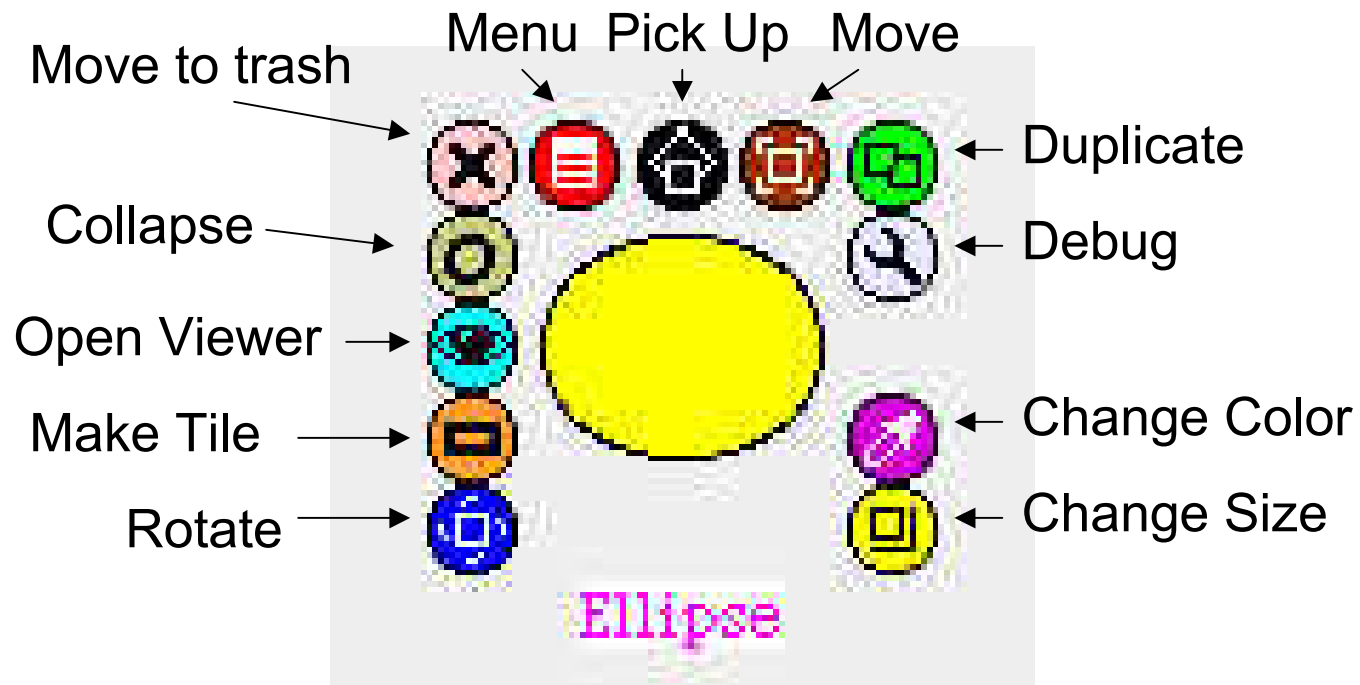 Menu Pick Up Move
Move to trash
Duplicate
Collapse
Debug
Open Viewer
Make Tile
Change Color
Rotate
Change Size
Ellipse